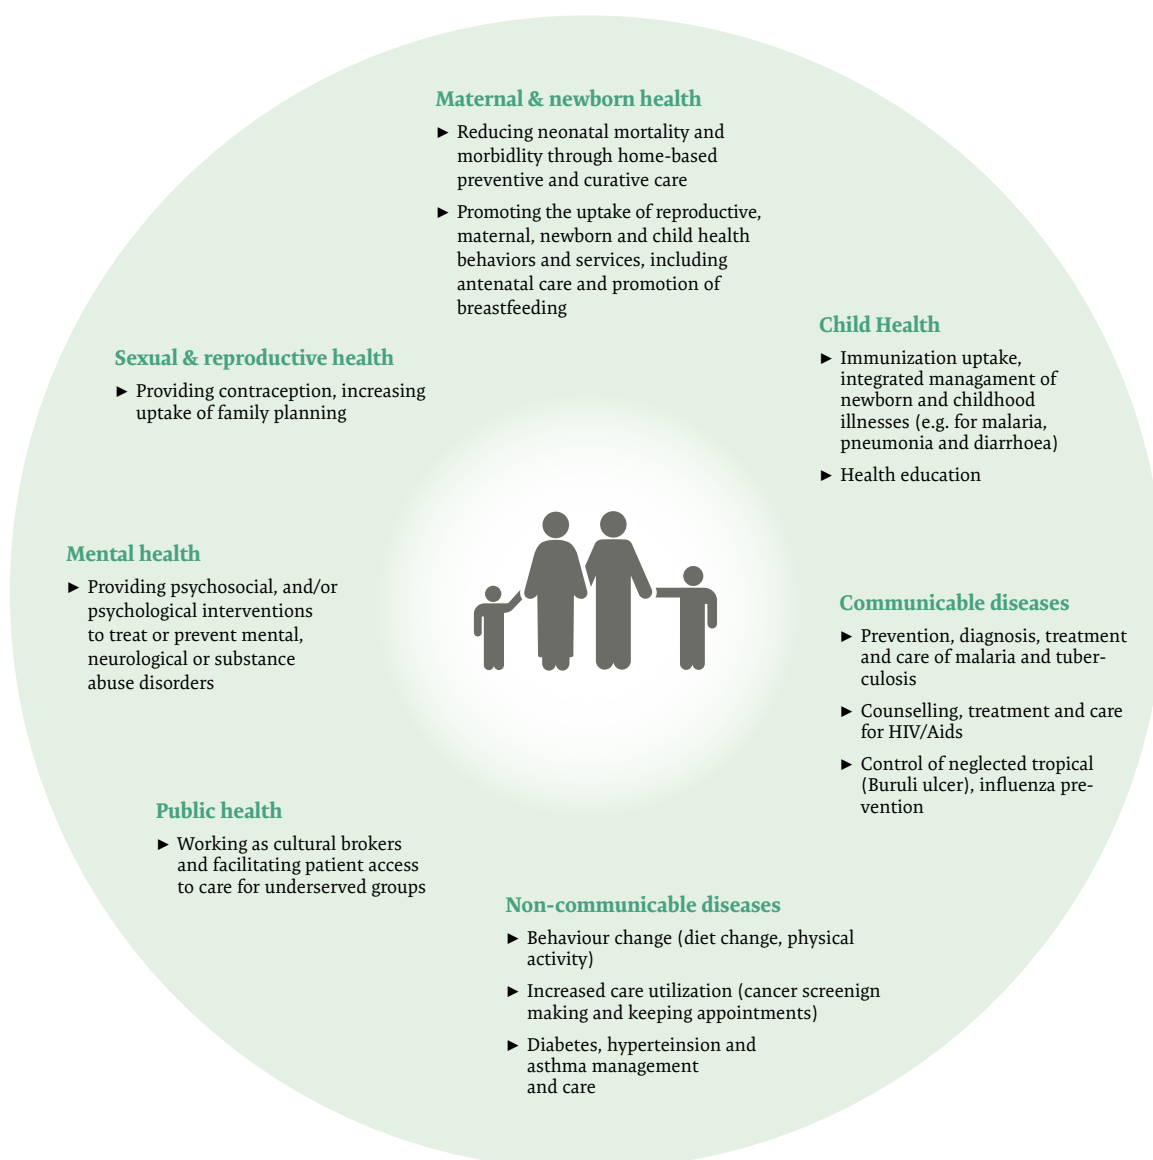 Maternal & newborn health
► Reducing neonatal mortality and
morbidlity through home-based
preventive and curative care
► Promoting the uptake of reproductive,
maternal, newborn and child health
behaviors and services, including
antenatal care and promotion of
breastfeeding
Child Health
► Immunization uptake,
integrated managament of
newborn and childhood
illnesses (e.g. for malaria,
pneumonia and diarrhoea)
► Health education
Communicable diseases
► Prevention, diagnosis, treatment
and care of malaria and tuber-
culosis
► Counselling, treatment and care
for HIV/Aids
► Control of neglected tropical
(Buruli ulcer), influenza pre-
vention
Non-communicable diseases
► Behaviour change (diet change, physical
activity)
► Increased care utilization (cancer screenign
making and keeping appointments)
► Diabetes, hyperteinsion and
asthma management
and care
Public health
► Working as cultural brokers
and facilitating patient access
to care for underserved groups
Mental health
► Providing psychosocial, and/or
psychological interventions
to treat or prevent mental,
neurological or substance
abuse disorders
Sexual & reproductive health
► Providing contraception, increasing
uptake of family planning